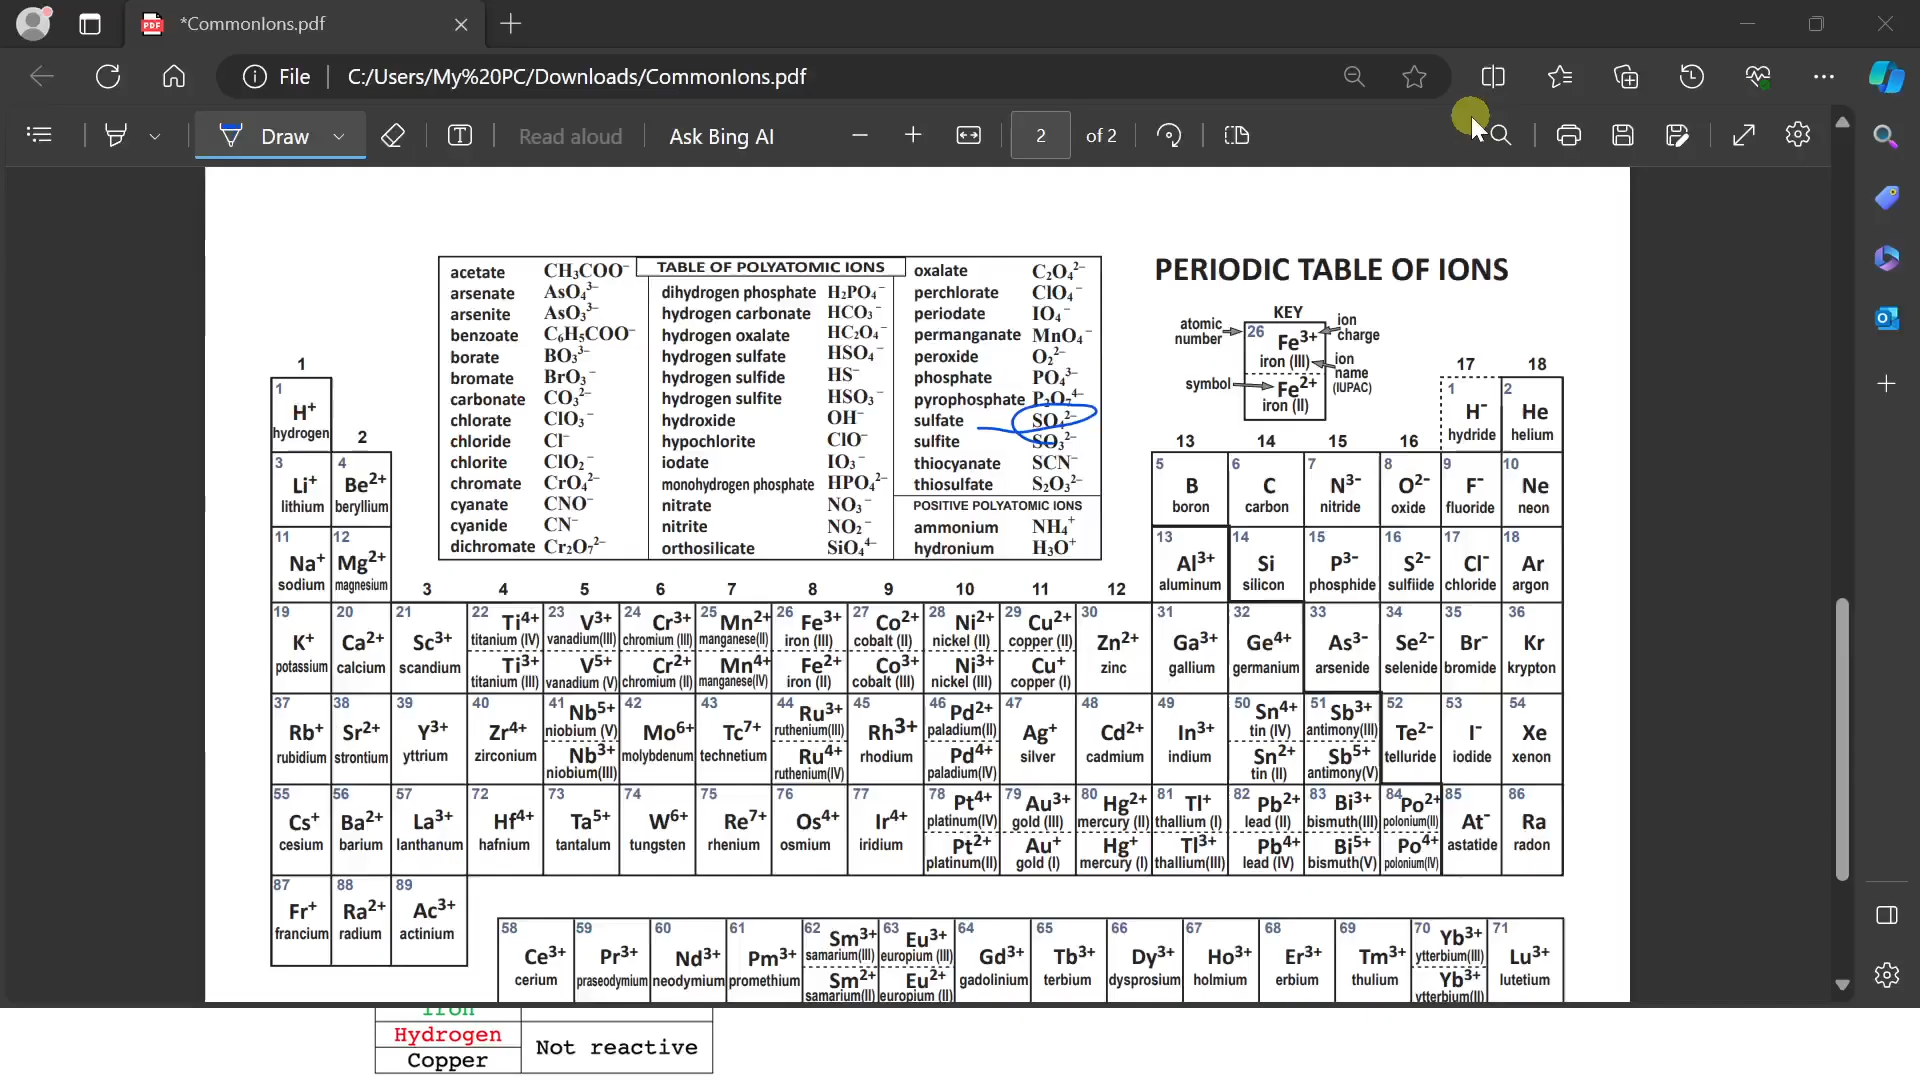 *CommonIons.pdf
File C:/Users/My%20PC/Downloads/CommonIons.pdf
Draw Read aloud Ask Bing AI 2 of 2
TABLE OF POLYATOMIC IONS
acetate CH₃COO⁻
arsenate AsO₄³⁻
arsenite AsO₃³⁻
benzoate C₆H₅COO⁻
borate BO₃³⁻
bromate BrO₃⁻
carbonate CO₃²⁻
chlorate ClO₃⁻
chloride Cl⁻
chlorite ClO₂⁻
chromate CrO₄²⁻
cyanate CNO⁻
cyanide CN⁻
dichromate Cr₂O₇²⁻
dihydrogen phosphate H₂PO₄⁻
hydrogen carbonate HCO₃⁻
hydrogen oxalate HC₂O₄⁻
hydrogen sulfate HSO₄⁻
hydrogen sulfide HS⁻
hydrogen sulfite HSO₃⁻
hydroxide OH⁻
hypochlorite ClO⁻
iodate IO₃⁻
monohydrogen phosphate HPO₄²⁻
nitrate NO₃⁻
nitrite NO₂⁻
orthosilicate SiO₄⁴⁻
oxalate C₂O₄²⁻
perchlorate ClO₄⁻
periodate IO₄⁻
permanganate MnO₄⁻
peroxide O₂²⁻
phosphate PO₄³⁻
pyrophosphate P₂O₇⁴⁻
sulfate SO₄²⁻
sulfite SO₃²⁻
thiocyanate SCN⁻
thiosulfate S₂O₃²⁻
POSITIVE POLYATOMIC IONS
ammonium NH₄⁺
hydronium H₃O⁺
PERIODIC TABLE OF IONS
KEY
atomic number
26
Fe³⁺
iron (III)
ion charge
ion name (IUPAC)
symbol
Fe²⁺
iron (II)
1 17 18
1 H⁺ hydrogen
1 H⁻ hydride
2 He helium
2 13 14 15 16
3 Li⁺ lithium
4 Be²⁺ beryllium
5 B boron
6 C carbon
7 N³⁻ nitride
8 O²⁻ oxide
9 F⁻ fluoride
10 Ne neon
11 Na⁺ sodium
12 Mg²⁺ magnesium
13 Al³⁺ aluminum
14 Si silicon
15 P³⁻ phosphide
16 S²⁻ sulfiide
17 Cl⁻ chloride
18 Ar argon
3 4 5 6 7 8 9 10 11 12
19 K⁺ potassium
20 Ca²⁺ calcium
21 Sc³⁺ scandium
22 Ti⁴⁺ titanium (IV) Ti³⁺ titanium (III)
23 V³⁺ vanadium(III) V⁵⁺ vanadium (V)
24 Cr³⁺ chromium (III) Cr²⁺ chromium (II)
25 Mn²⁺ manganese(II) Mn⁴⁺ manganese(IV)
26 Fe³⁺ iron (III) Fe²⁺ iron (II)
27 Co²⁺ cobalt (II) Co³⁺ cobalt (III)
28 Ni²⁺ nickel (II) Ni³⁺ nickel (III)
29 Cu²⁺ copper (II) Cu⁺ copper (I)
30 Zn²⁺ zinc
31 Ga³⁺ gallium
32 Ge⁴⁺ germanium
33 As³⁻ arsenide
34 Se²⁻ selenide
35 Br⁻ bromide
36 Kr krypton
37 Rb⁺ rubidium
38 Sr²⁺ strontium
39 Y³⁺ yttrium
40 Zr⁴⁺ zirconium
41 Nb⁵⁺ niobium (V) Nb³⁺ niobium(III)
42 Mo⁶⁺ molybdenum
43 Tc⁷⁺ technetium
44 Ru³⁺ ruthenium(III) Ru⁴⁺ ruthenium(IV)
45 Rh³⁺ rhodium
46 Pd²⁺ paladium(II) Pd⁴⁺ paladium(IV)
47 Ag⁺ silver
48 Cd²⁺ cadmium
49 In³⁺ indium
50 Sn⁴⁺ tin (IV) Sn²⁺ tin (II)
51 Sb³⁺ antimony(III) Sb⁵⁺ antimony(V)
52 Te²⁻ telluride
53 I⁻ iodide
54 Xe xenon
55 Cs⁺ cesium
56 Ba²⁺ barium
57 La³⁺ lanthanum
72 Hf⁴⁺ hafnium
73 Ta⁵⁺ tantalum
74 W⁶⁺ tungsten
75 Re⁷⁺ rhenium
76 Os⁴⁺ osmium
77 Ir⁴⁺ iridium
78 Pt⁴⁺ platinum(IV) Pt²⁺ platinum(II)
79 Au³⁺ gold (III) Au⁺ gold (I)
80 Hg²⁺ mercury (II) Hg⁺ mercury (I)
81 Tl⁺ thallium (I) Tl³⁺ thallium(III)
82 Pb²⁺ lead (II) Pb⁴⁺ lead (IV)
83 Bi³⁺ bismuth(III) Bi⁵⁺ bismuth(V)
84 Po²⁺ polonium(II) Po⁴⁺ polonium(IV)
85 At⁻ astatide
86 Ra radon
87 Fr⁺ francium
88 Ra²⁺ radium
89 Ac³⁺ actinium
58 Ce³⁺ cerium
59 Pr³⁺ praseodymium
60 Nd³⁺ neodymium
61 Pm³⁺ promethium
62 Sm³⁺ samarium(III) Sm²⁺ samarium(II)
63 Eu³⁺ europium (III) Eu²⁺ europium (II)
64 Gd³⁺ gadolinium
65 Tb³⁺ terbium
66 Dy³⁺ dysprosium
67 Ho³⁺ holmium
68 Er³⁺ erbium
69 Tm³⁺ thulium
70 Yb³⁺ ytterbium(III) Yb³⁺ ytterbium(II)
71 Lu³⁺ lutetium
Iron
Hydrogen
Copper
Not reactive